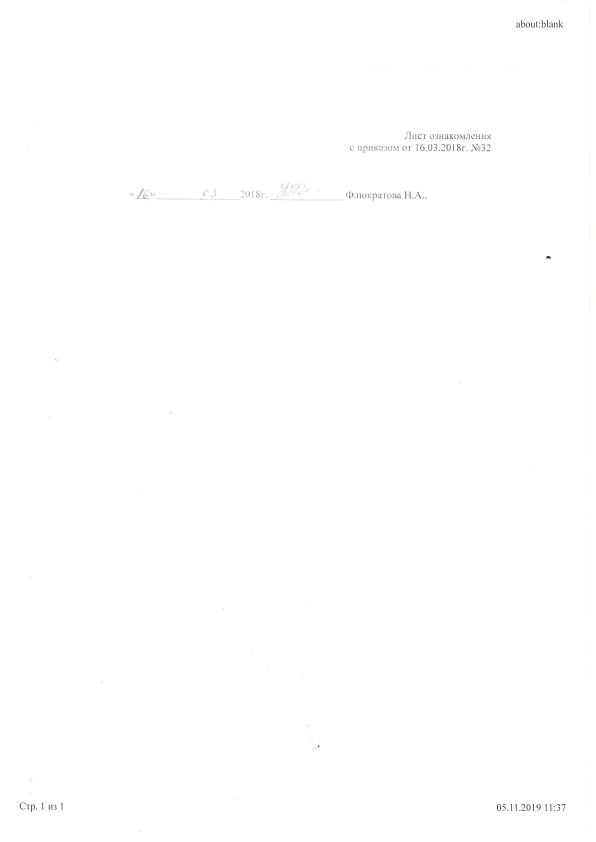 about:blank
Лист ознакомления
с приказом от 16.03.2018г. №32
«16» 03 2018г. Флюкратова Н.А..
Стр. 1 из 1
05.11.2019 11:37